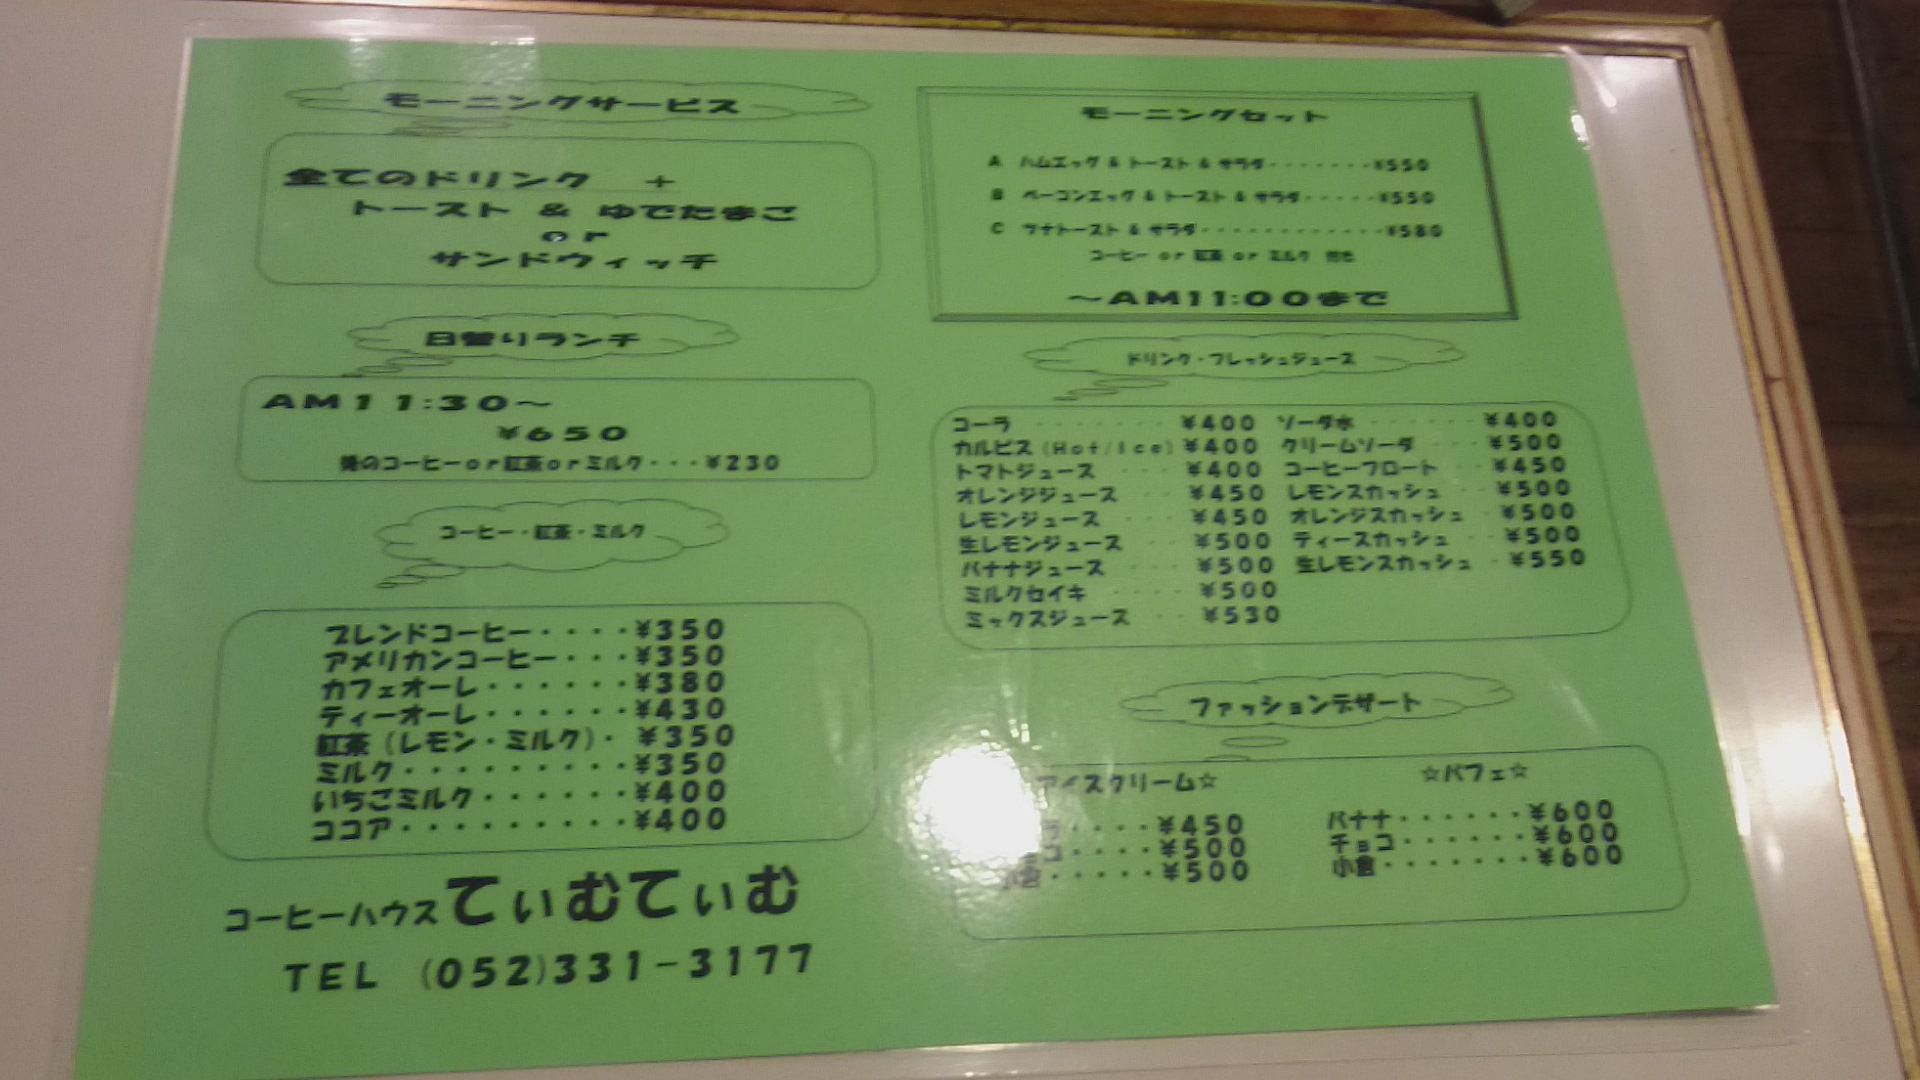 モーニングサービス
全てのドリンク ＋
トースト & ゆでたまご
or
サンドウィッチ
日替りランチ
AM11:30～
¥650
後のコーヒーor紅茶orミルク・・・¥230
コーヒー・紅茶・ミルク
ブレンドコーヒー・・・・¥350
アメリカンコーヒー・・・¥350
カフェオーレ・・・・・・¥380
ティーオーレ・・・・・・¥430
紅茶(レモン・ミルク)・ ¥350
ミルク・・・・・・・・・¥350
いちごミルク・・・・・・¥400
ココア・・・・・・・・・¥400
コーヒーハウスてぃむてぃむ
TEL (052)331-3177
モーニングセット
A ハムエッグ & トースト & サラダ・・・・・・・¥550
B ベーコンエッグ & トースト & サラダ・・・・・¥550
C ツナトースト & サラダ・・・・・・・・・・・・¥580
コーヒー or 紅茶 or ミルク 付き
～AM11:00まで
ドリンク・フレッシュジュース
コーラ ・・・・・・・ ¥400 ソーダ水 ・・・・・・ ¥400
カルピス(Hot/Ice) ¥400 クリームソーダ ・・・ ¥500
トマトジュース ・・・ ¥400 コーヒーフロート ・・ ¥450
オレンジジュース ・・ ¥450 レモンスカッシュ ・・ ¥500
レモンジュース ・・・ ¥450 オレンジスカッシュ ・ ¥500
生レモンジュース ・・ ¥500 ティースカッシュ ・・ ¥500
バナナジュース ・・・ ¥500 生レモンスカッシュ ・ ¥550
ミルクセイキ ・・・・ ¥500
ミックスジュース ・・ ¥530
ファッションデザート
アイスクリーム☆ ☆パフェ☆
ラ・・・・¥450 バナナ・・・・・・¥600
ョコ・・・・¥500 チョコ・・・・・・¥600
小倉・・・・・¥500 小倉・・・・・・・¥600